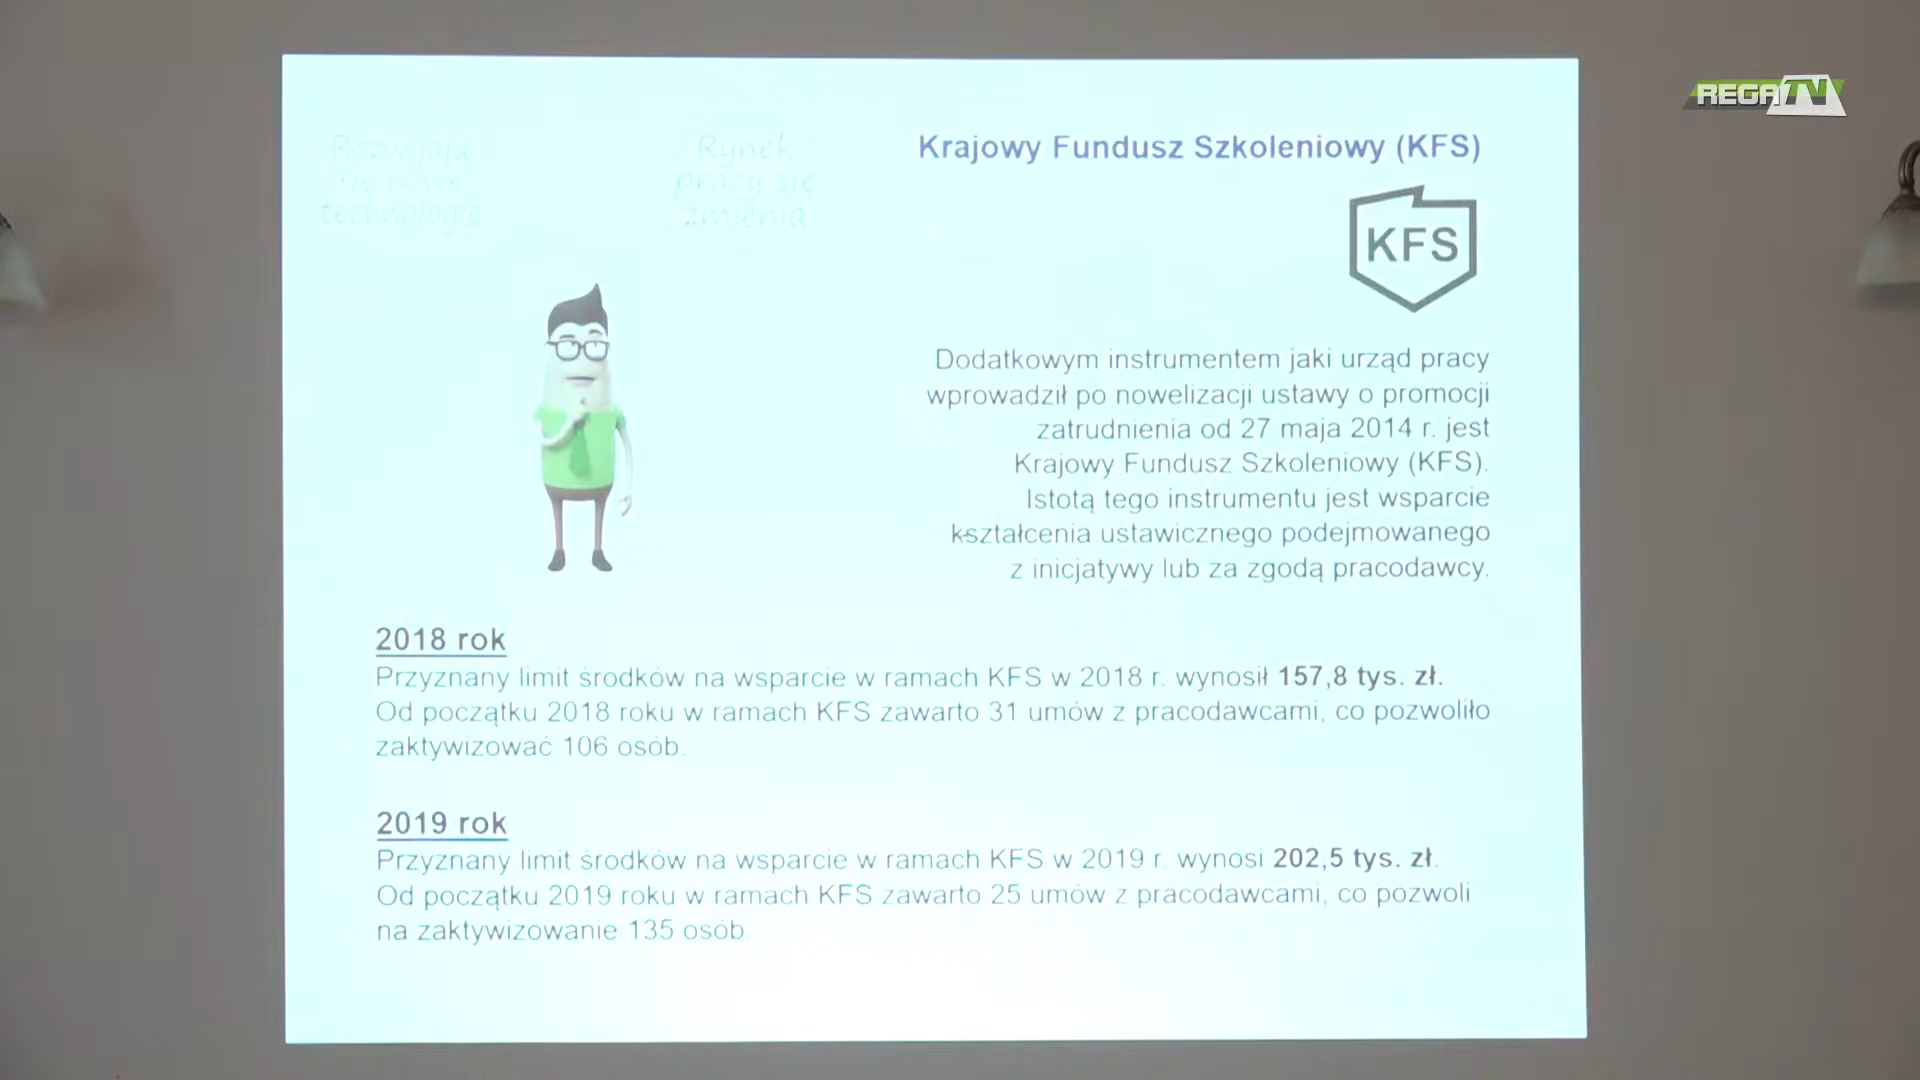 REGA TV
Rozwijają
się nowe
technologie
Rynek
pracy się
zmienia
Krajowy Fundusz Szkoleniowy (KFS)
KFS
Dodatkowym instrumentem jaki urząd pracy
wprowadził po nowelizacji ustawy o promocji
zatrudnienia od 27 maja 2014 r. jest
Krajowy Fundusz Szkoleniowy (KFS).
Istotą tego instrumentu jest wsparcie
kształcenia ustawicznego podejmowanego
z inicjatywy lub za zgodą pracodawcy.
2018 rok
Przyznany limit środków na wsparcie w ramach KFS w 2018 r. wynosił 157,8 tys. zł.
Od początku 2018 roku w ramach KFS zawarto 31 umów z pracodawcami, co pozwoliło
zaktywizować 106 osób.
2019 rok
Przyznany limit środków na wsparcie w ramach KFS w 2019 r. wynosi 202,5 tys. zł.
Od początku 2019 roku w ramach KFS zawarto 25 umów z pracodawcami, co pozwoli
na zaktywizowanie 135 osób.